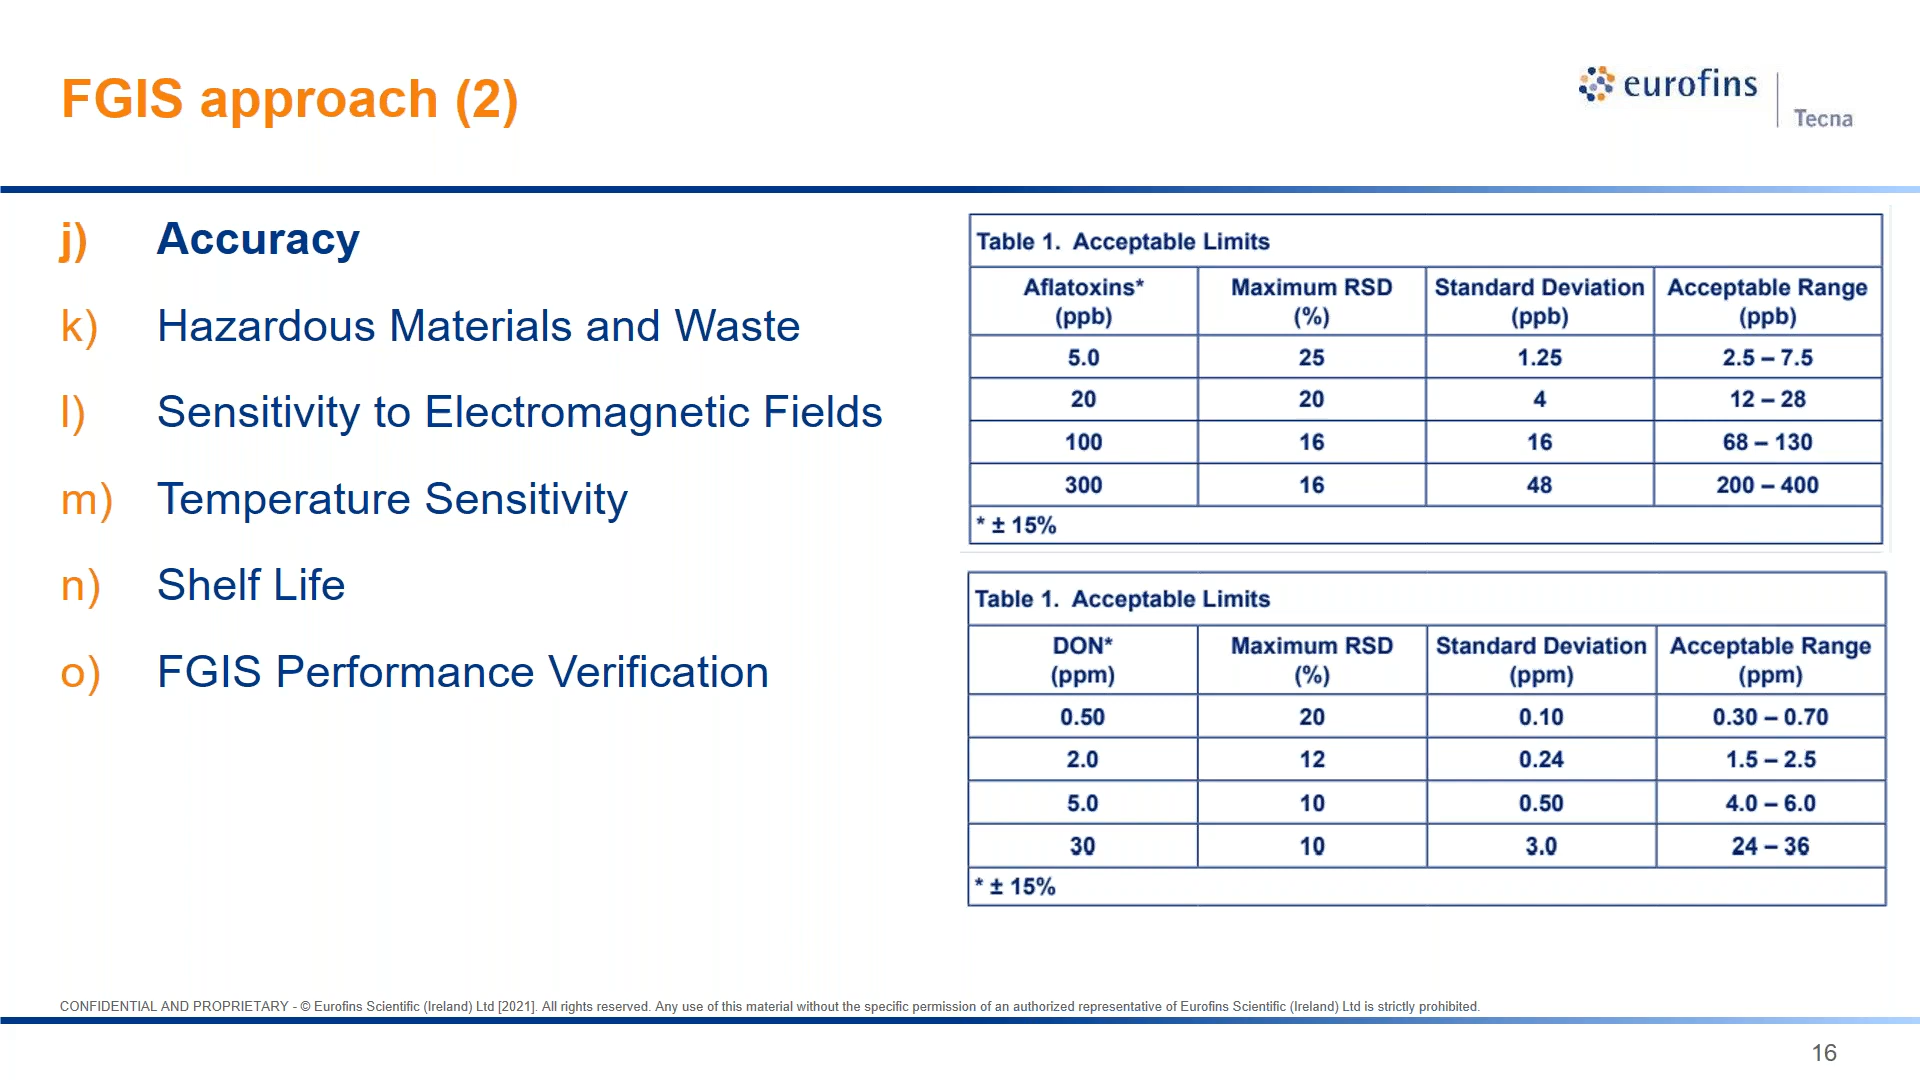 FGIS approach (2)
eurofins
Tecna
j) Accuracy
k) Hazardous Materials and Waste
l) Sensitivity to Electromagnetic Fields
m) Temperature Sensitivity
n) Shelf Life
o) FGIS Performance Verification
Table 1. Acceptable Limits
Aflatoxins* (ppb) Maximum RSD (%) Standard Deviation (ppb) Acceptable Range (ppb)
5.0 25 1.25 2.5 – 7.5
20 20 4 12 – 28
100 16 16 68 – 130
300 16 48 200 – 400
* ± 15%
Table 1. Acceptable Limits
DON* (ppm) Maximum RSD (%) Standard Deviation (ppm) Acceptable Range (ppm)
0.50 20 0.10 0.30 – 0.70
2.0 12 0.24 1.5 – 2.5
5.0 10 0.50 4.0 – 6.0
30 10 3.0 24 – 36
* ± 15%
CONFIDENTIAL AND PROPRIETARY - © Eurofins Scientific (Ireland) Ltd [2021]. All rights reserved. Any use of this material without the specific permission of an authorized representative of Eurofins Scientific (Ireland) Ltd is strictly prohibited.
16